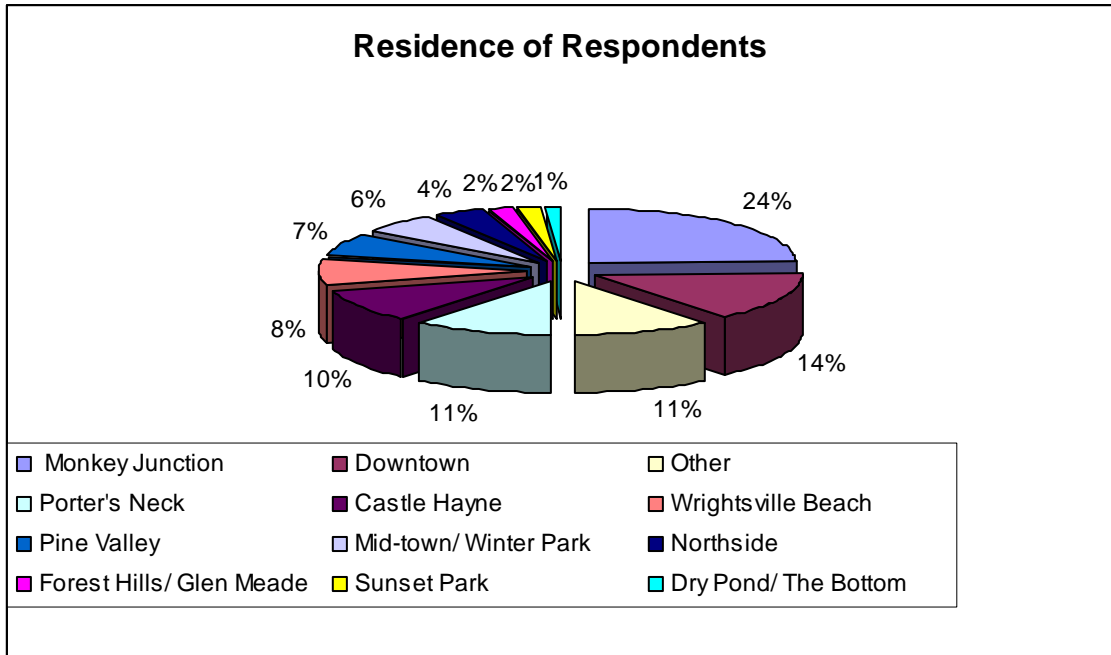 Residence of Respondents
2% 2% 1%
4%
6%
24%
7%
8%
14%
10%
11%
11%
Monkey Junction Downtown Other
Porter's Neck Castle Hayne Wrightsville Beach
Pine Valley Mid-town/ Winter Park Northside
Forest Hills/ Glen Meade Sunset Park Dry Pond/ The Bottom